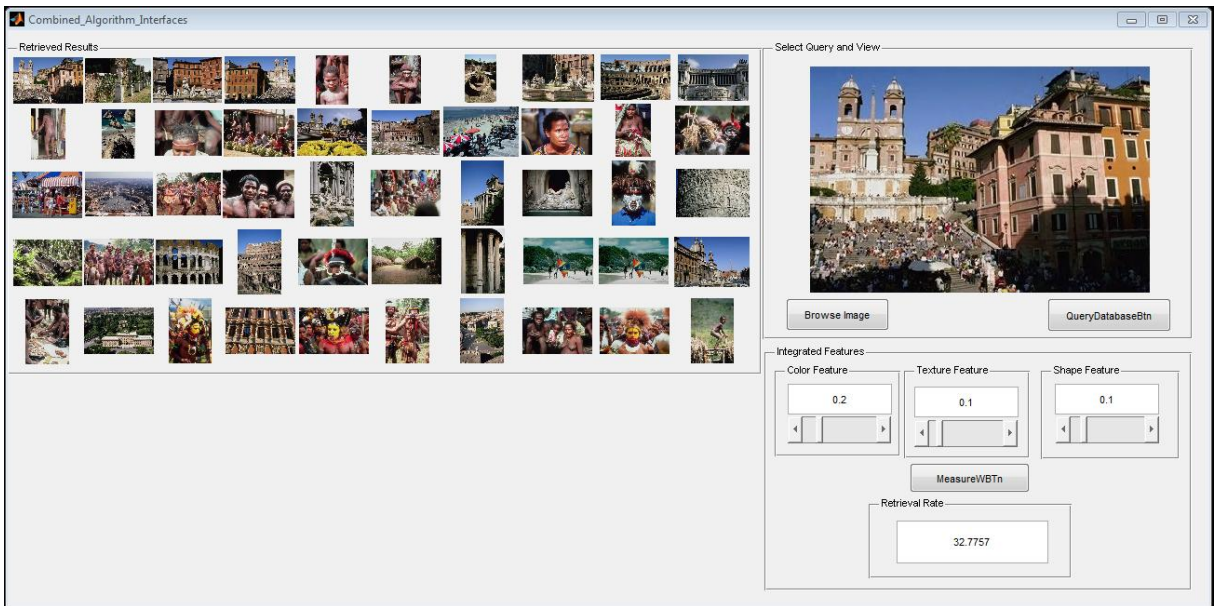 Combined_Algorithm_Interfaces
Retrieved Results
Select Query and View
Browse Image
QueryDatabaseBtn
Integrated Features
Color Feature
Texture Feature
Shape Feature
0.2
0.1
0.1
MeasureWBTn
Retrieval Rate
32.7757